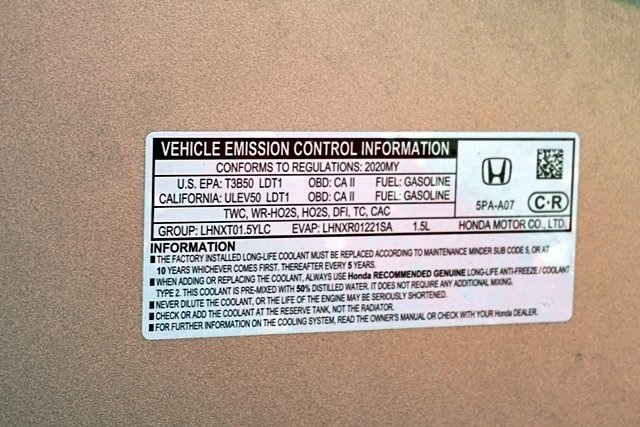 VEHICLE EMISSION CONTROL INFORMATION
CONFORMS TO REGULATIONS: 2020MY
U.S. EPA: T3B50 LDT1 OBD: CA II FUEL: GASOLINE
CALIFORNIA: ULEV50 LDT1 OBD: CA II FUEL: GASOLINE
TWC, WR-HO2S, HO2S, DFI, TC, CAC
5PA-A07 C·R
GROUP: LHNXT01.5YLC EVAP: LHNXR01221SA 1.5L HONDA MOTOR CO., LTD.
INFORMATION
■ THE FACTORY INSTALLED LONG-LIFE COOLANT MUST BE REPLACED ACCORDING TO MAINTENANCE MINDER SUB CODE 5, OR AT
10 YEARS WHICHEVER COMES FIRST. THEREAFTER EVERY 5 YEARS.
■ WHEN ADDING OR REPLACING THE COOLANT, ALWAYS USE Honda RECOMMENDED GENUINE LONG-LIFE ANTI-FREEZE / COOLANT
TYPE 2. THIS COOLANT IS PRE-MIXED WITH 50% DISTILLED WATER. IT DOES NOT REQUIRE ANY ADDITIONAL MIXING.
■ NEVER DILUTE THE COOLANT, OR THE LIFE OF THE ENGINE MAY BE SERIOUSLY SHORTENED.
■ CHECK OR ADD THE COOLANT AT THE RESERVE TANK, NOT THE RADIATOR.
■ FOR FURTHER INFORMATION ON THE COOLING SYSTEM, READ THE OWNER'S MANUAL OR CHECK WITH YOUR Honda DEALER.